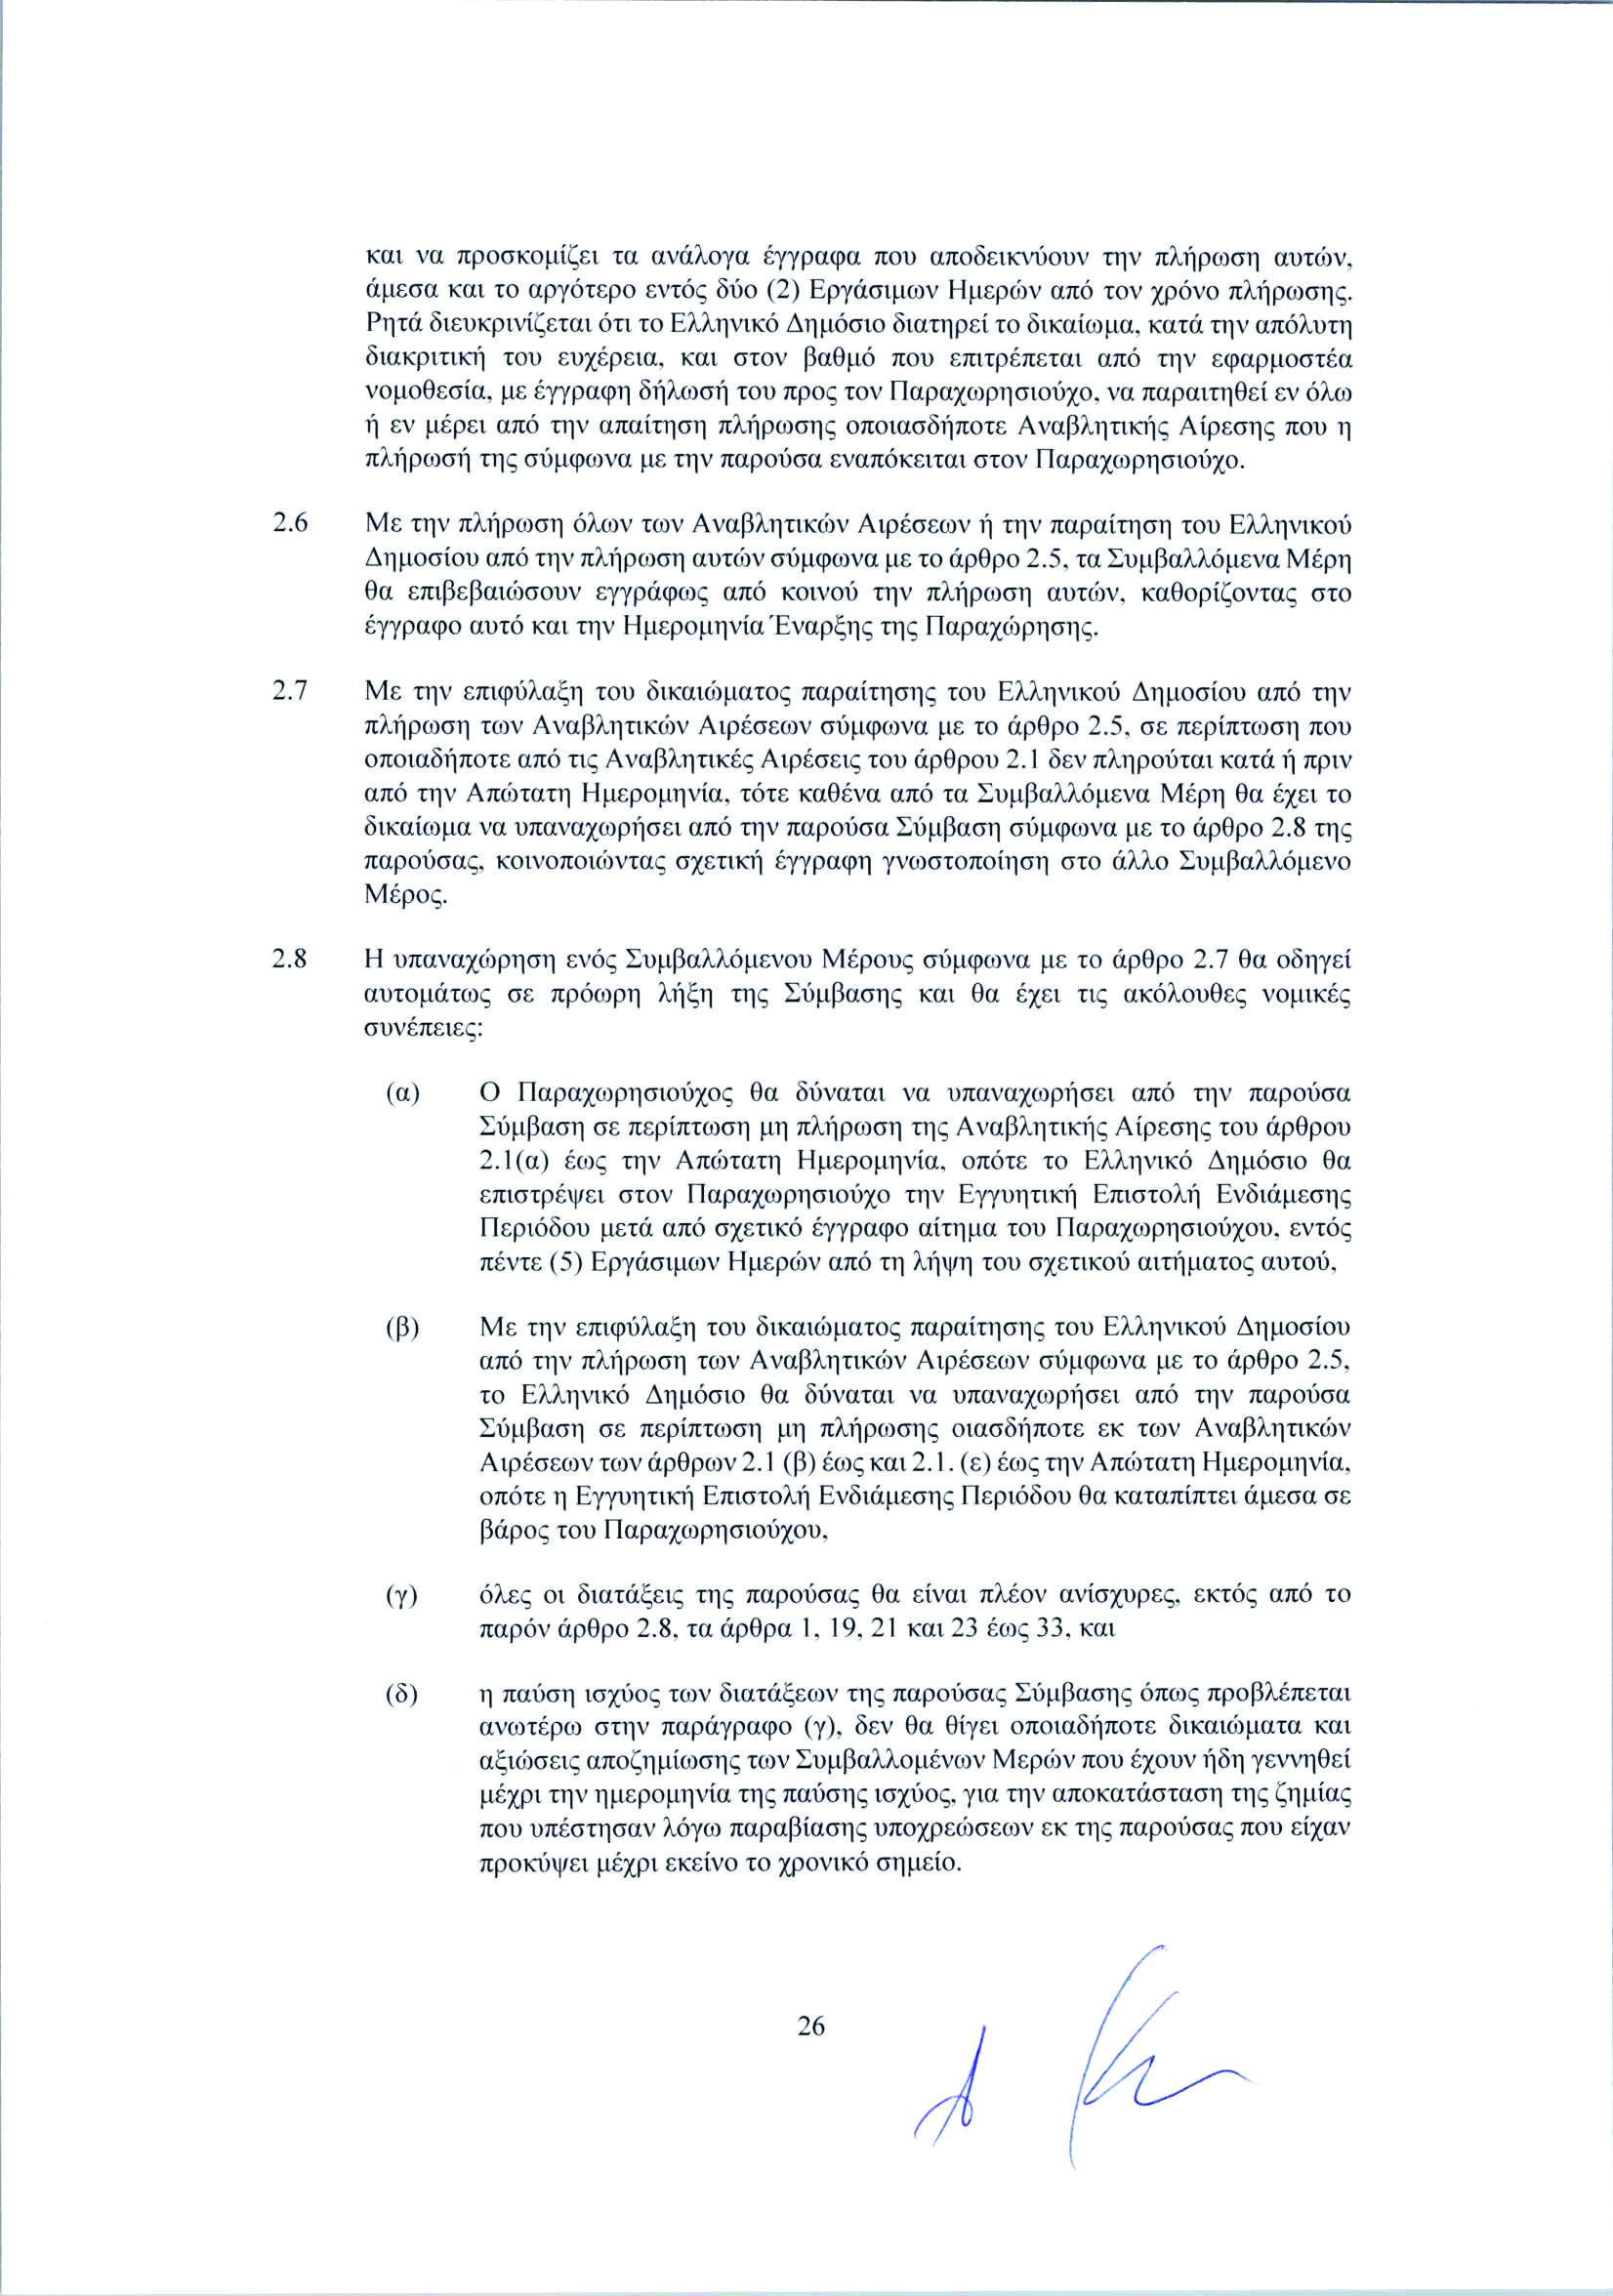 και να προσκομίζει τα ανάλογα έγγραφα που αποδεικνύουν την πλήρωση αυτών,
άμεσα και το αργότερο εντός δύο (2) Εργάσιμων Ημερών από τον χρόνο πλήρωσης.
Ρητά διευκρινίζεται ότι το Ελληνικό Δημόσιο διατηρεί το δικαίωμα, κατά την απόλυτη
διακριτική του ευχέρεια, και στον βαθμό που επιτρέπεται από την εφαρμοστέα
νομοθεσία, με έγγραφη δήλωσή του προς τον Παραχωρησιούχο, να παραιτηθεί εν όλω
ή εν μέρει από την απαίτηση πλήρωσης οποιασδήποτε Αναβλητικής Αίρεσης που η
πλήρωσή της σύμφωνα με την παρούσα εναπόκειται στον Παραχωρησιούχο.
2.6 Με την πλήρωση όλων των Αναβλητικών Αιρέσεων ή την παραίτηση του Ελληνικού
Δημοσίου από την πλήρωση αυτών σύμφωνα με το άρθρο 2.5, τα Συμβαλλόμενα Μέρη
θα επιβεβαιώσουν εγγράφως από κοινού την πλήρωση αυτών, καθορίζοντας στο
έγγραφο αυτό και την Ημερομηνία Έναρξης της Παραχώρησης.
2.7 Με την επιφύλαξη του δικαιώματος παραίτησης του Ελληνικού Δημοσίου από την
πλήρωση των Αναβλητικών Αιρέσεων σύμφωνα με το άρθρο 2.5, σε περίπτωση που
οποιαδήποτε από τις Αναβλητικές Αιρέσεις του άρθρου 2.1 δεν πληρούται κατά ή πριν
από την Απώτατη Ημερομηνία, τότε καθένα από τα Συμβαλλόμενα Μέρη θα έχει το
δικαίωμα να υπαναχωρήσει από την παρούσα Σύμβαση σύμφωνα με το άρθρο 2.8 της
παρούσας, κοινοποιώντας σχετική έγγραφη γνωστοποίηση στο άλλο Συμβαλλόμενο
Μέρος.
2.8 Η υπαναχώρηση ενός Συμβαλλόμενου Μέρους σύμφωνα με το άρθρο 2.7 θα οδηγεί
αυτομάτως σε πρόωρη λήξη της Σύμβασης και θα έχει τις ακόλουθες νομικές
συνέπειες:
(α) Ο Παραχωρησιούχος θα δύναται να υπαναχωρήσει από την παρούσα
Σύμβαση σε περίπτωση μη πλήρωση της Αναβλητικής Αίρεσης του άρθρου
2.1(α) έως την Απώτατη Ημερομηνία, οπότε το Ελληνικό Δημόσιο θα
επιστρέψει στον Παραχωρησιούχο την Εγγυητική Επιστολή Ενδιάμεσης
Περιόδου μετά από σχετικό έγγραφο αίτημα του Παραχωρησιούχου, εντός
πέντε (5) Εργάσιμων Ημερών από τη λήψη του σχετικού αιτήματος αυτού,
(β) Με την επιφύλαξη του δικαιώματος παραίτησης του Ελληνικού Δημοσίου
από την πλήρωση των Αναβλητικών Αιρέσεων σύμφωνα με το άρθρο 2.5,
το Ελληνικό Δημόσιο θα δύναται να υπαναχωρήσει από την παρούσα
Σύμβαση σε περίπτωση μη πλήρωσης οιασδήποτε εκ των Αναβλητικών
Αιρέσεων των άρθρων 2.1 (β) έως και 2.1. (ε) έως την Απώτατη Ημερομηνία,
οπότε η Εγγυητική Επιστολή Ενδιάμεσης Περιόδου θα καταπίπτει άμεσα σε
βάρος του Παραχωρησιούχου,
(γ) όλες οι διατάξεις της παρούσας θα είναι πλέον ανίσχυρες, εκτός από το
παρόν άρθρο 2.8, τα άρθρα 1, 19, 21 και 23 έως 33, και
(δ) η παύση ισχύος των διατάξεων της παρούσας Σύμβασης όπως προβλέπεται
ανωτέρω στην παράγραφο (γ), δεν θα θίγει οποιαδήποτε δικαιώματα και
αξιώσεις αποζημίωσης των Συμβαλλομένων Μερών που έχουν ήδη γεννηθεί
μέχρι την ημερομηνία της παύσης ισχύος, για την αποκατάσταση της ζημίας
που υπέστησαν λόγω παραβίασης υποχρεώσεων εκ της παρούσας που είχαν
προκύψει μέχρι εκείνο το χρονικό σημείο.
26